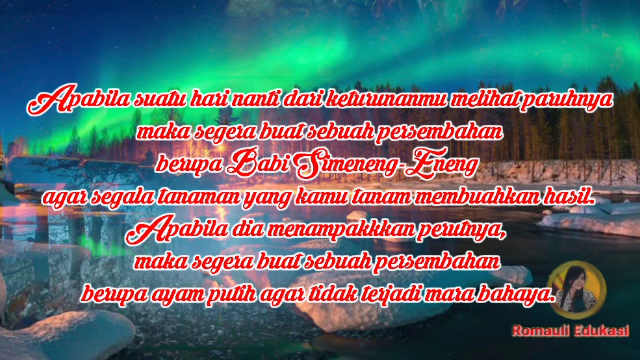 Apabila suatu hari nanti dari keturunanmu melihat paruhnya
maka segera buat sebuah persembahan
berupa Babi Simeneng-Eneng
agar segala tanaman yang kamu tanam membuahkan hasil.
Apabila dia menampakkkan perutnya,
maka segera buat sebuah persembahan
berupa ayam putih agar tidak terjadi mara bahaya.
Romauli Edukasi